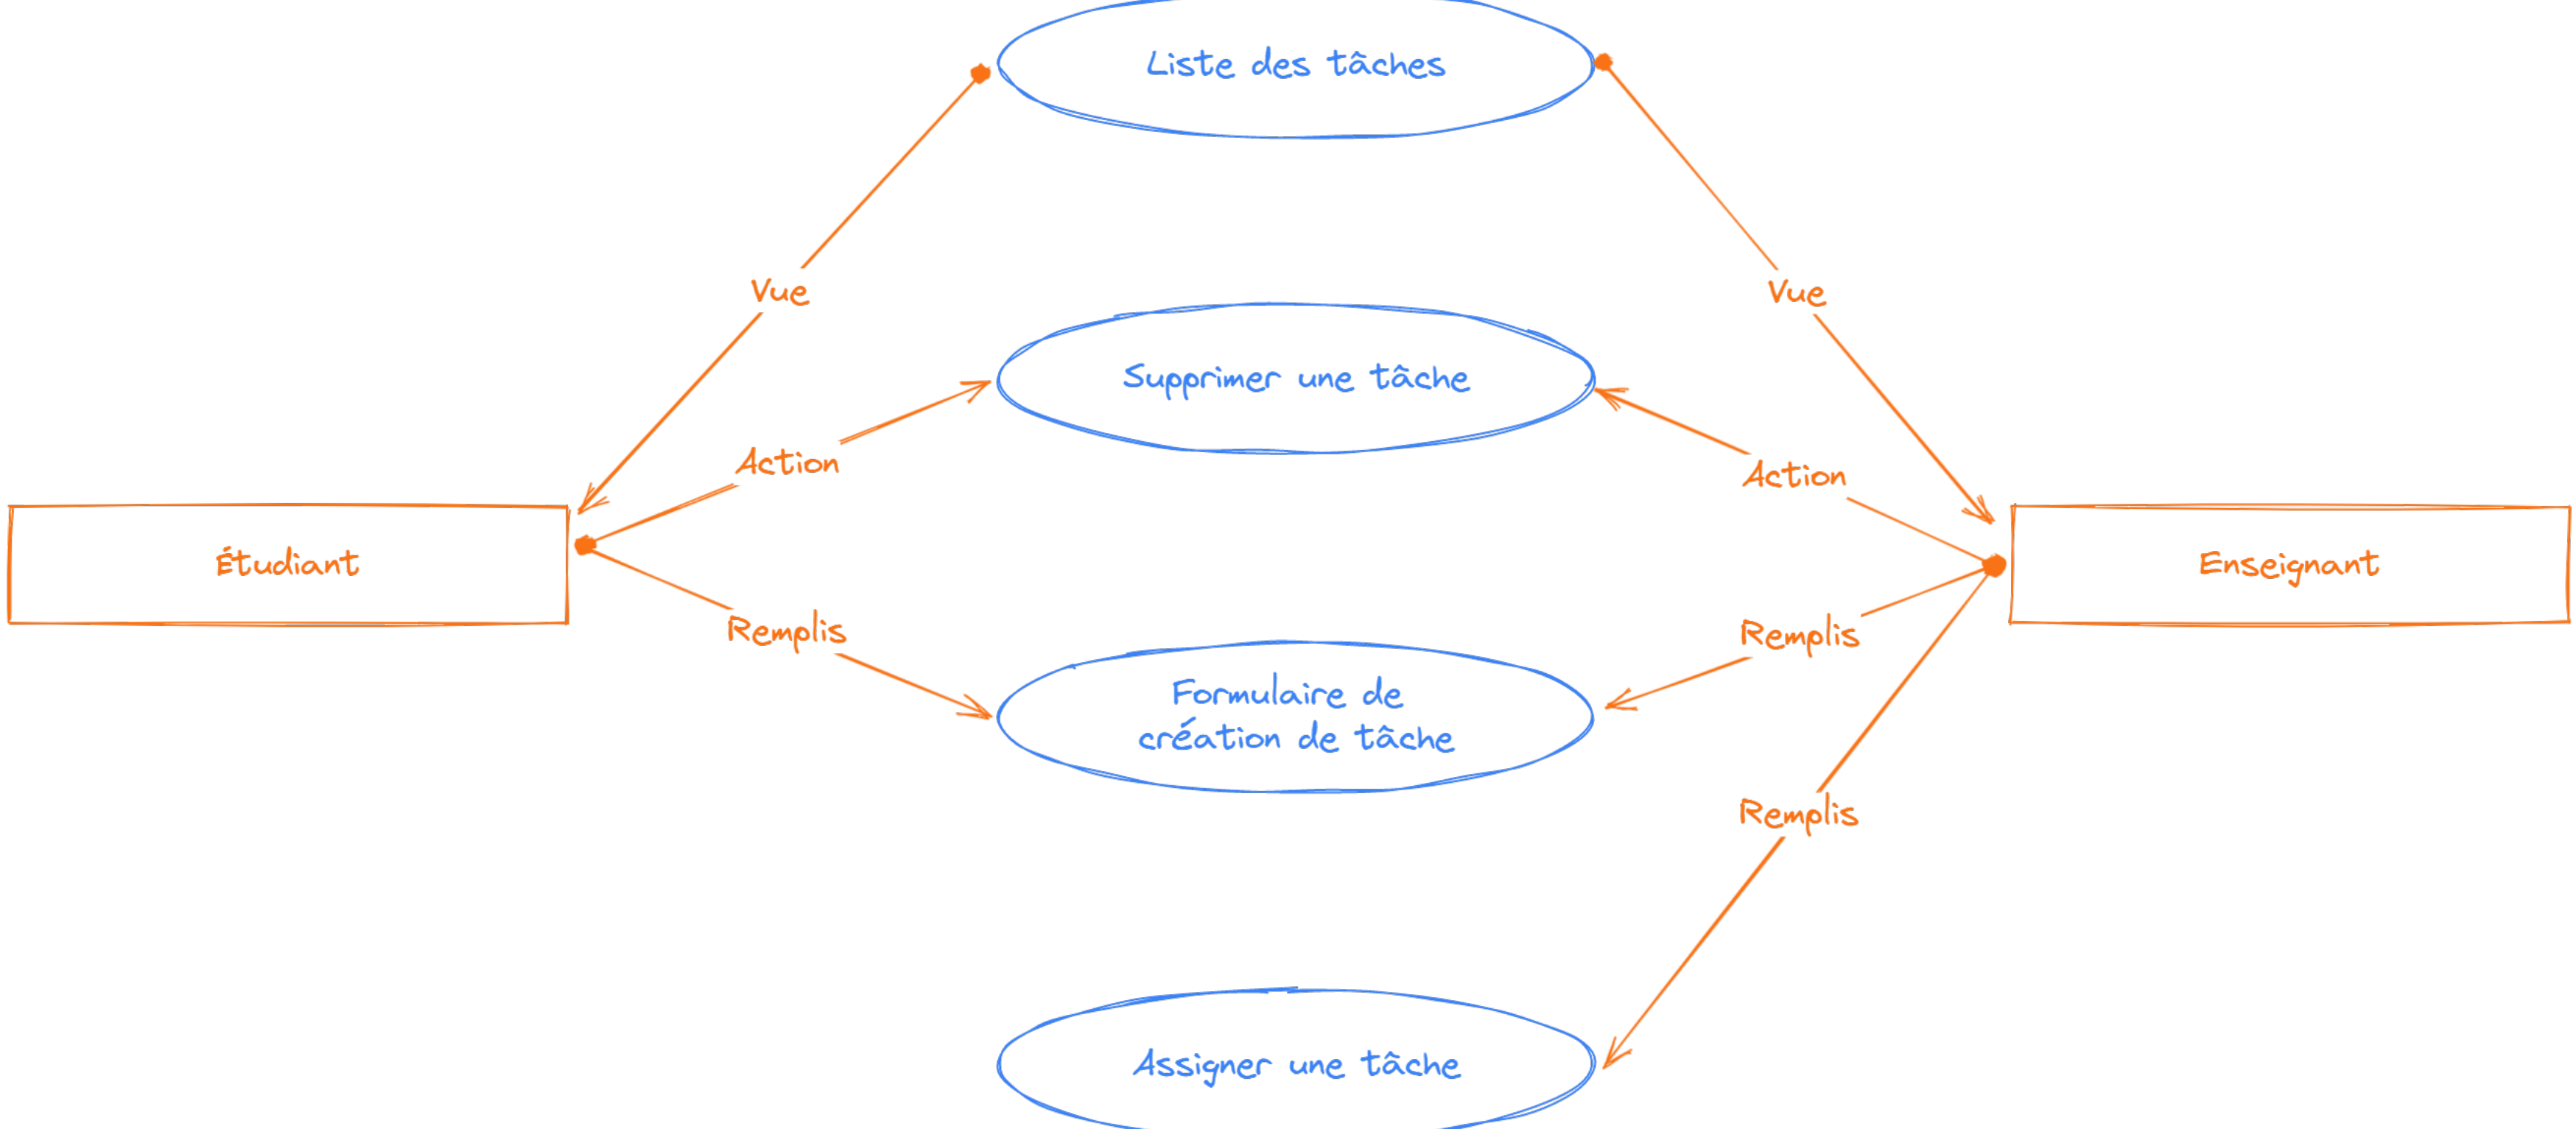 Liste des tâches
Vue
Vue
Supprimer une tâche
Action
Action
Étudiant
Enseignant
Remplis
Remplis
Formulaire de
création de tâche
Remplis
Assigner une tâche